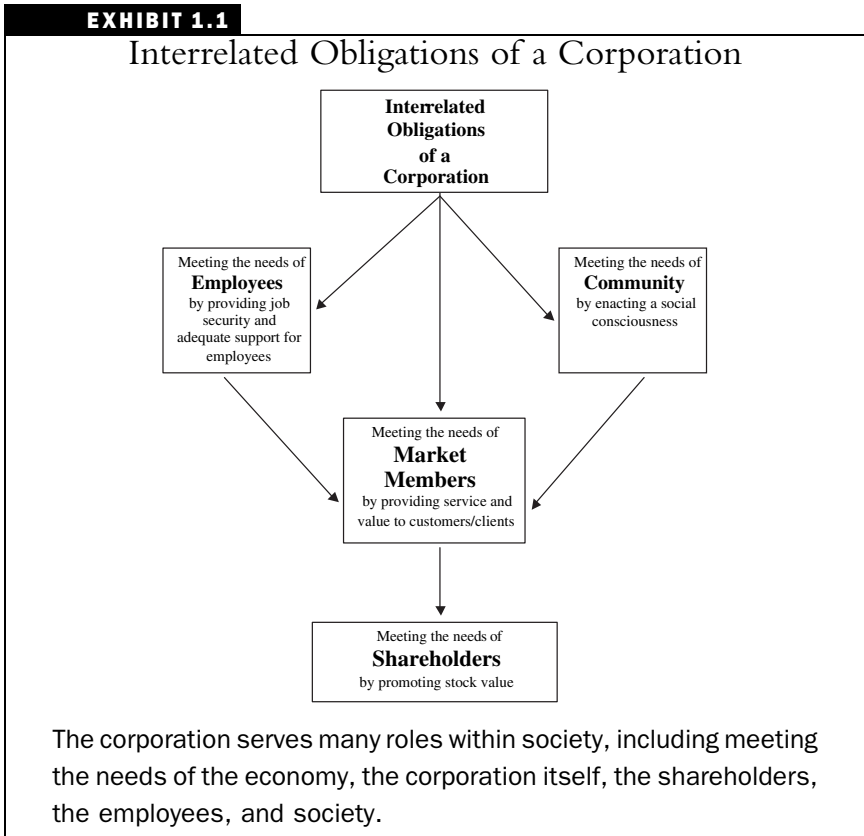 EXHIBIT 1.1
Interrelated Obligations of a Corporation
Interrelated
Obligations
of a
Corporation
Meeting the needs of
Employees
by providing job
security and
adequate support for
employees
Meeting the needs of
Community
by enacting a social
consciousness
Meeting the needs of
Market
Members
by providing service and
value to customers/clients
Meeting the needs of
Shareholders
by promoting stock value
The corporation serves many roles within society, including meeting
the needs of the economy, the corporation itself, the shareholders,
the employees, and society.